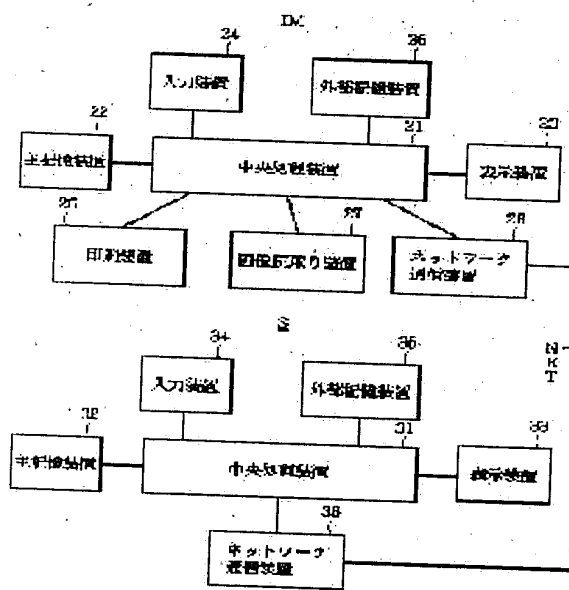 24
入力装置
外部記憶装置
22
主記憶装置
21
中央処理装置
表示装置
印刷装置
27
画像読取り装置
28
ネットワーク
通信装置
34
入力装置
外部記憶装置
NET
32
主記憶装置
31
中央処理装置
33
表示装置
38
ネットワーク
通信装置